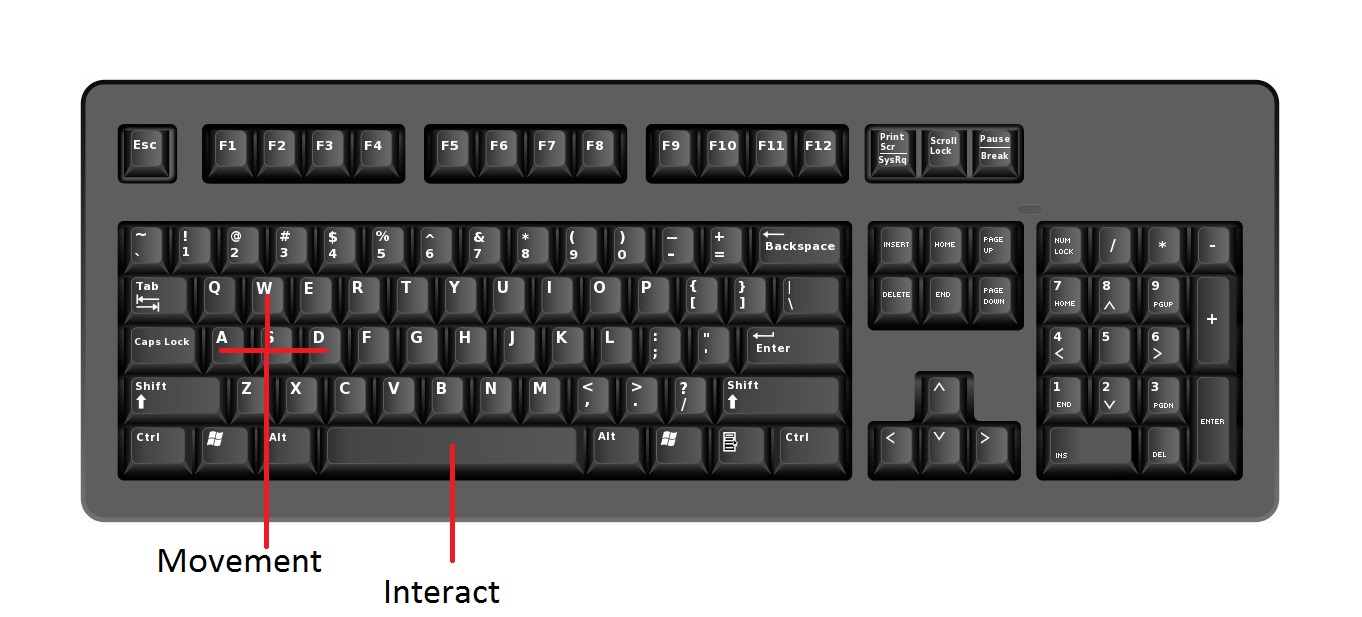 Esc F1 F2 F3 F4 F5 F6 F7 F8 F9 F10 F11 F12 Print Scr SysRq Scroll Lock Pause Break
~ ` ! 1 @ 2 # 3 $ 4 % 5 ^ 6 & 7 * 8 ( 9 ) 0 — - + = Backspace INSERT HOME PAGE UP NUM LOCK / * -
Tab Q W E R T Y U I O P { [ } ] | \ DELETE END PAGE DOWN 7 HOME 8 9 PGUP +
Caps Lock A S D F G H J K L : ; " ' Enter 4 5 6
Shift Z X C V B N M < , > . ? / Shift 1 END 2 3 PGDN ENTER
Ctrl Alt Alt Ctrl INS DEL
Movement
Interact